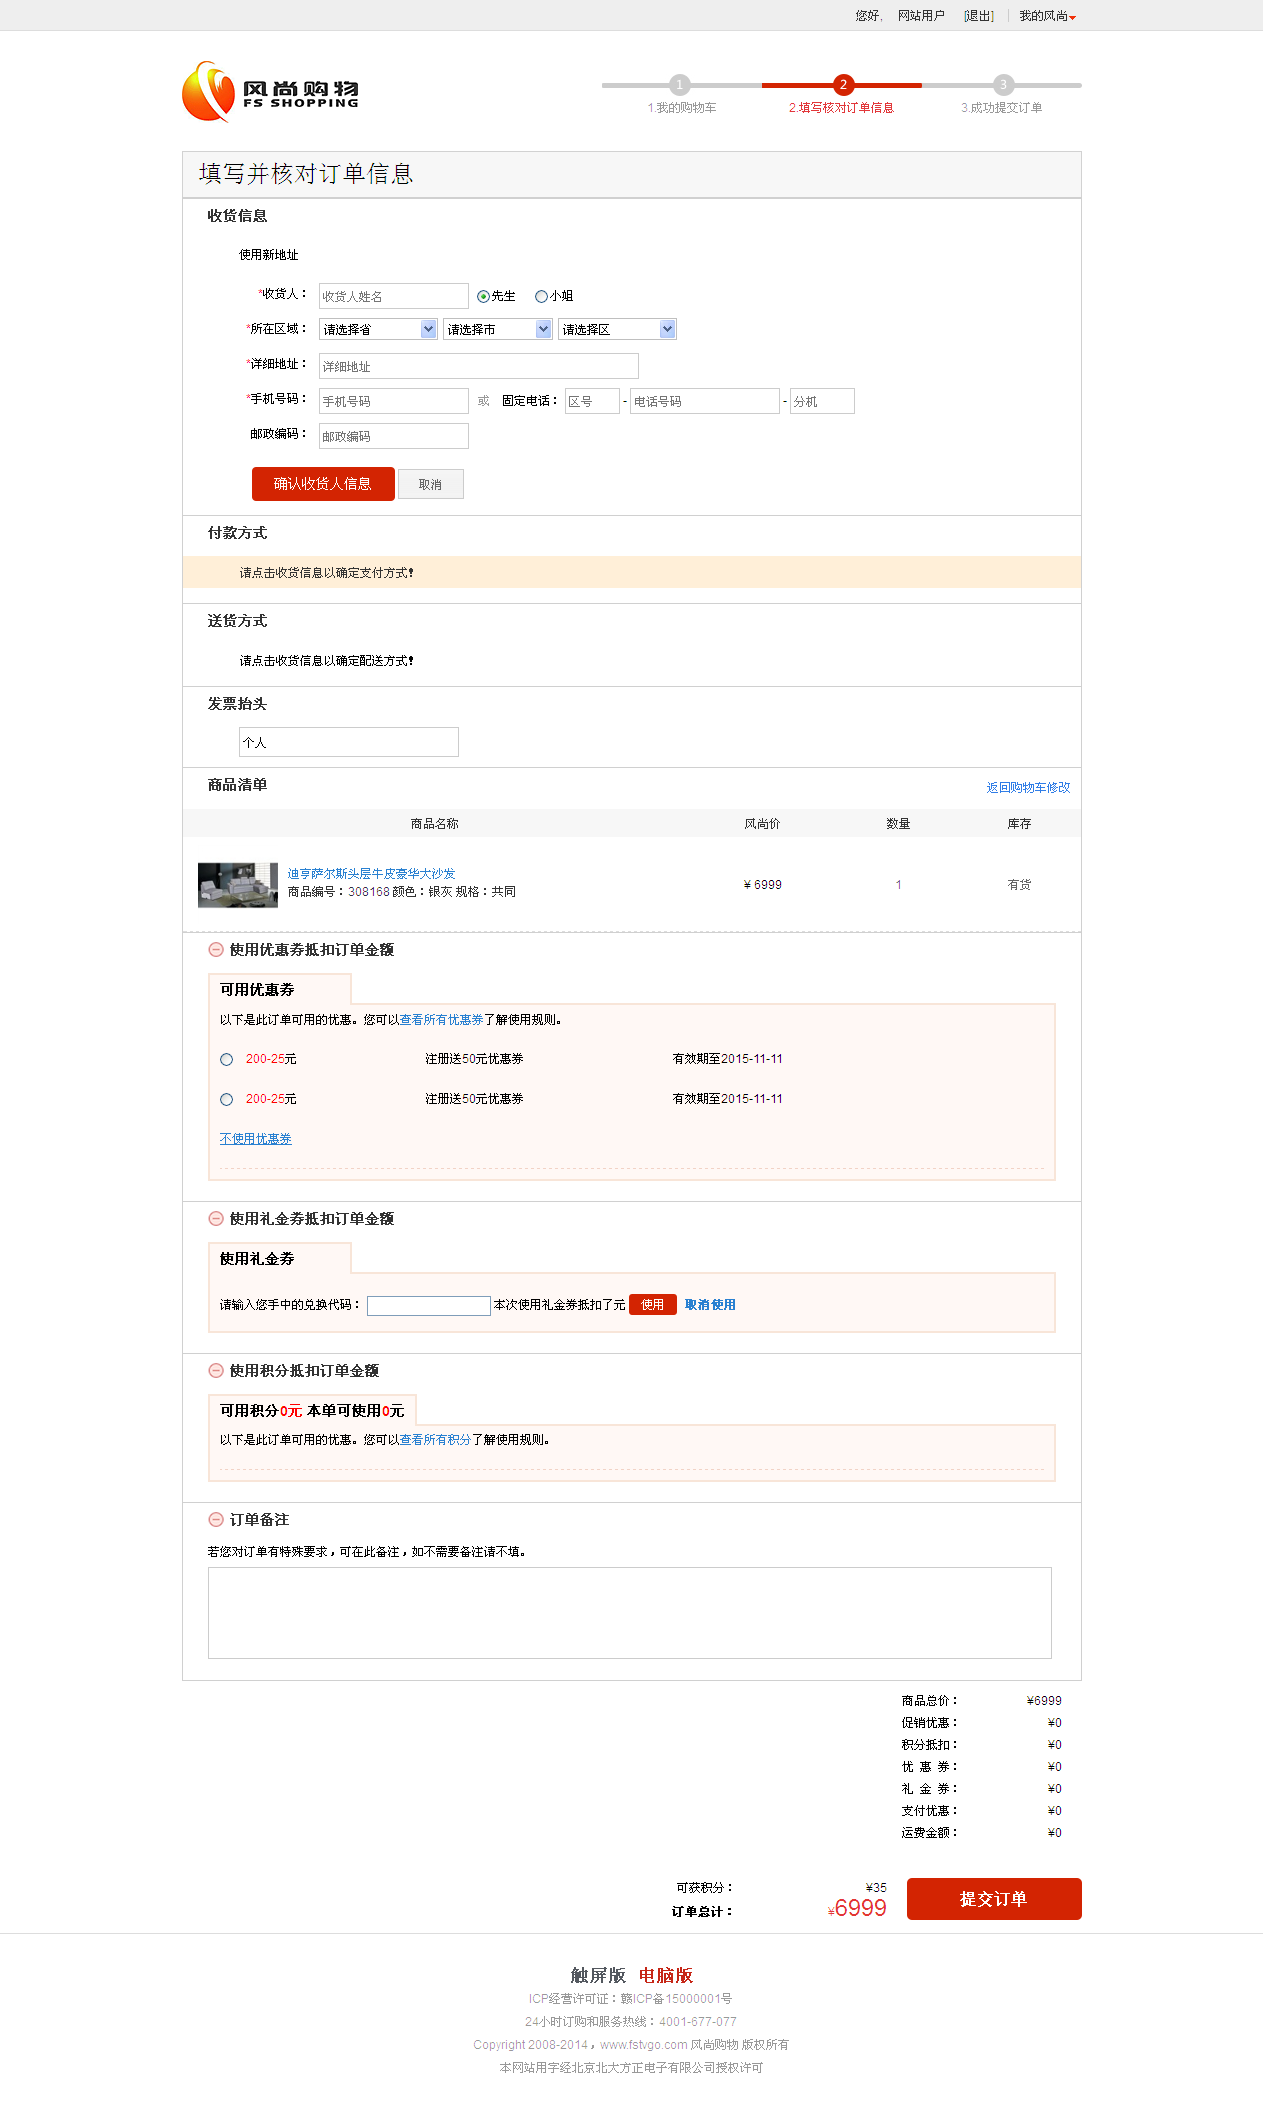 您好, 网站用户 [退出] 我的风尚
风尚购物
FS SHOPPING
1 2 3
1.我的购物车 2.填写核对订单信息 3.成功提交订单
填写并核对订单信息
收货信息
使用新地址
*收货人： 收货人姓名 先生 小姐
*所在区域： 请选择省 请选择市 请选择区
*详细地址： 详细地址
*手机号码： 手机号码 或 固定电话： 区号 - 电话号码 - 分机
邮政编码： 邮政编码
确认收货人信息 取消
付款方式
请点击收货信息以确定支付方式！
送货方式
请点击收货信息以确定配送方式！
发票抬头
个人
商品清单 返回购物车修改
商品名称 风尚价 数量 库存
迪亨萨尔斯头层牛皮豪华大沙发
商品编号：308168 颜色：银灰 规格：共同 ¥ 6999 1 有货
使用优惠券抵扣订单金额
可用优惠券
以下是此订单可用的优惠。您可以查看所有优惠券了解使用规则。
200-25元 注册送50元优惠券 有效期至2015-11-11
200-25元 注册送50元优惠券 有效期至2015-11-11
不使用优惠券
使用礼金券抵扣订单金额
使用礼金券
请输入您手中的兑换代码： 本次使用礼金券抵扣了元 使用 取消使用
使用积分抵扣订单金额
可用积分0元 本单可使用0元
以下是此订单可用的优惠。您可以查看所有积分了解使用规则。
订单备注
若您对订单有特殊要求，可在此备注，如不需要备注请不填。
商品总价： ¥6999
促销优惠： ¥0
积分抵扣： ¥0
优 惠 券： ¥0
礼 金 券： ¥0
支付优惠： ¥0
运费金额： ¥0
可获积分： ¥35
订单总计： ¥6999 提交订单
触屏版 电脑版
ICP经营许可证：赣ICP备15000001号
24小时订购和服务热线：4001-677-077
Copyright 2008-2014，www.fstvgo.com 风尚购物 版权所有
本网站用字经北京北大方正电子有限公司授权许可